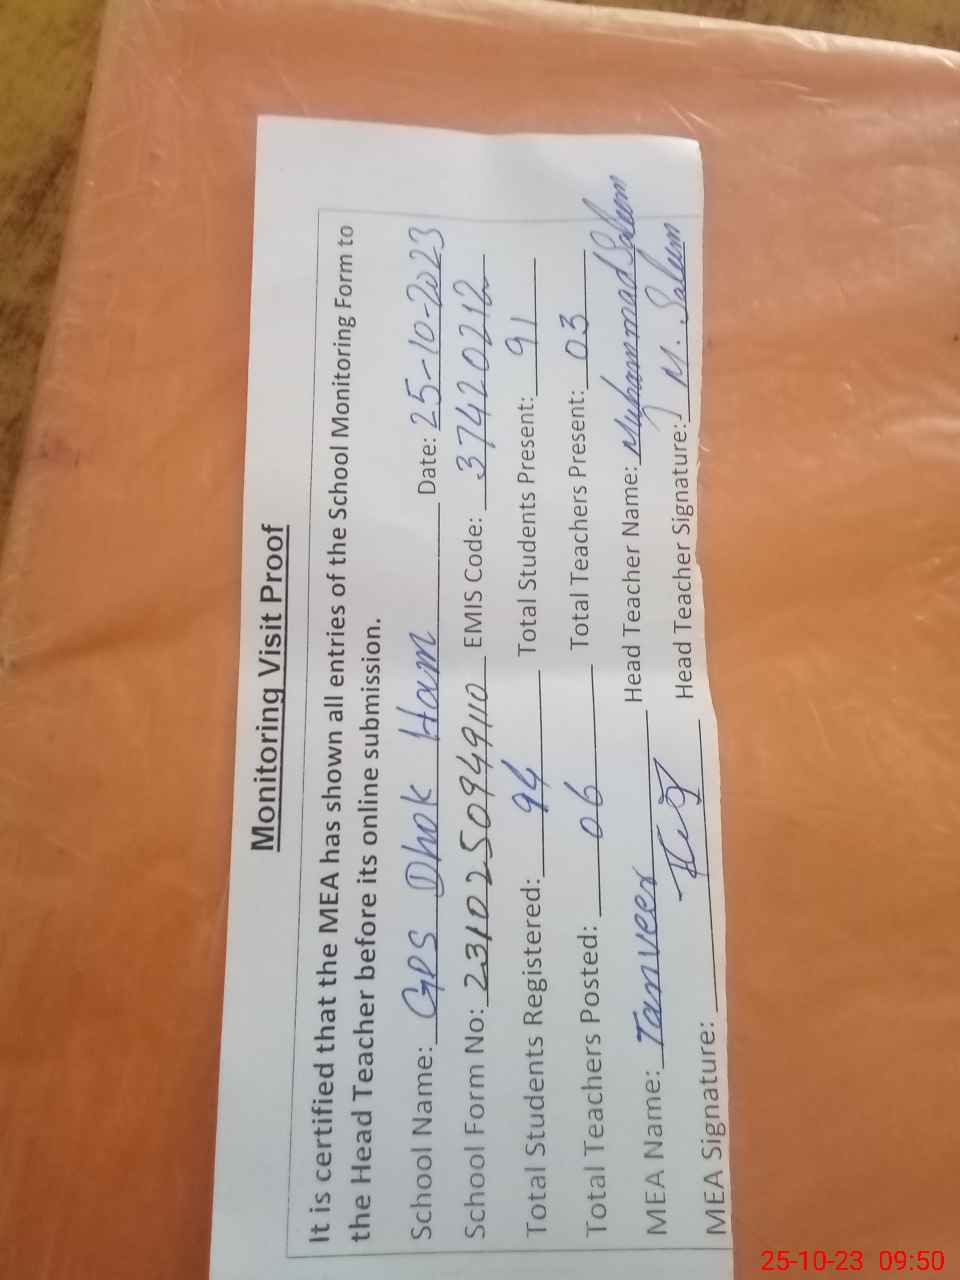 Monitoring Visit Proof
It is certified that the MEA has shown all entries of the School Monitoring Form to
the Head Teacher before its online submission.
School Name: GPS Dhok Ham Date: 25-10-2023
School Form No: 2310250949110 EMIS Code: 37420212
Total Students Registered: 94 Total Students Present: 91
Total Teachers Posted: 06 Total Teachers Present: 03
MEA Name: Tanveer Head Teacher Name: Muhammad Saleem
MEA Signature: Head Teacher Signature: M. Saleem
25-10-23 09:50